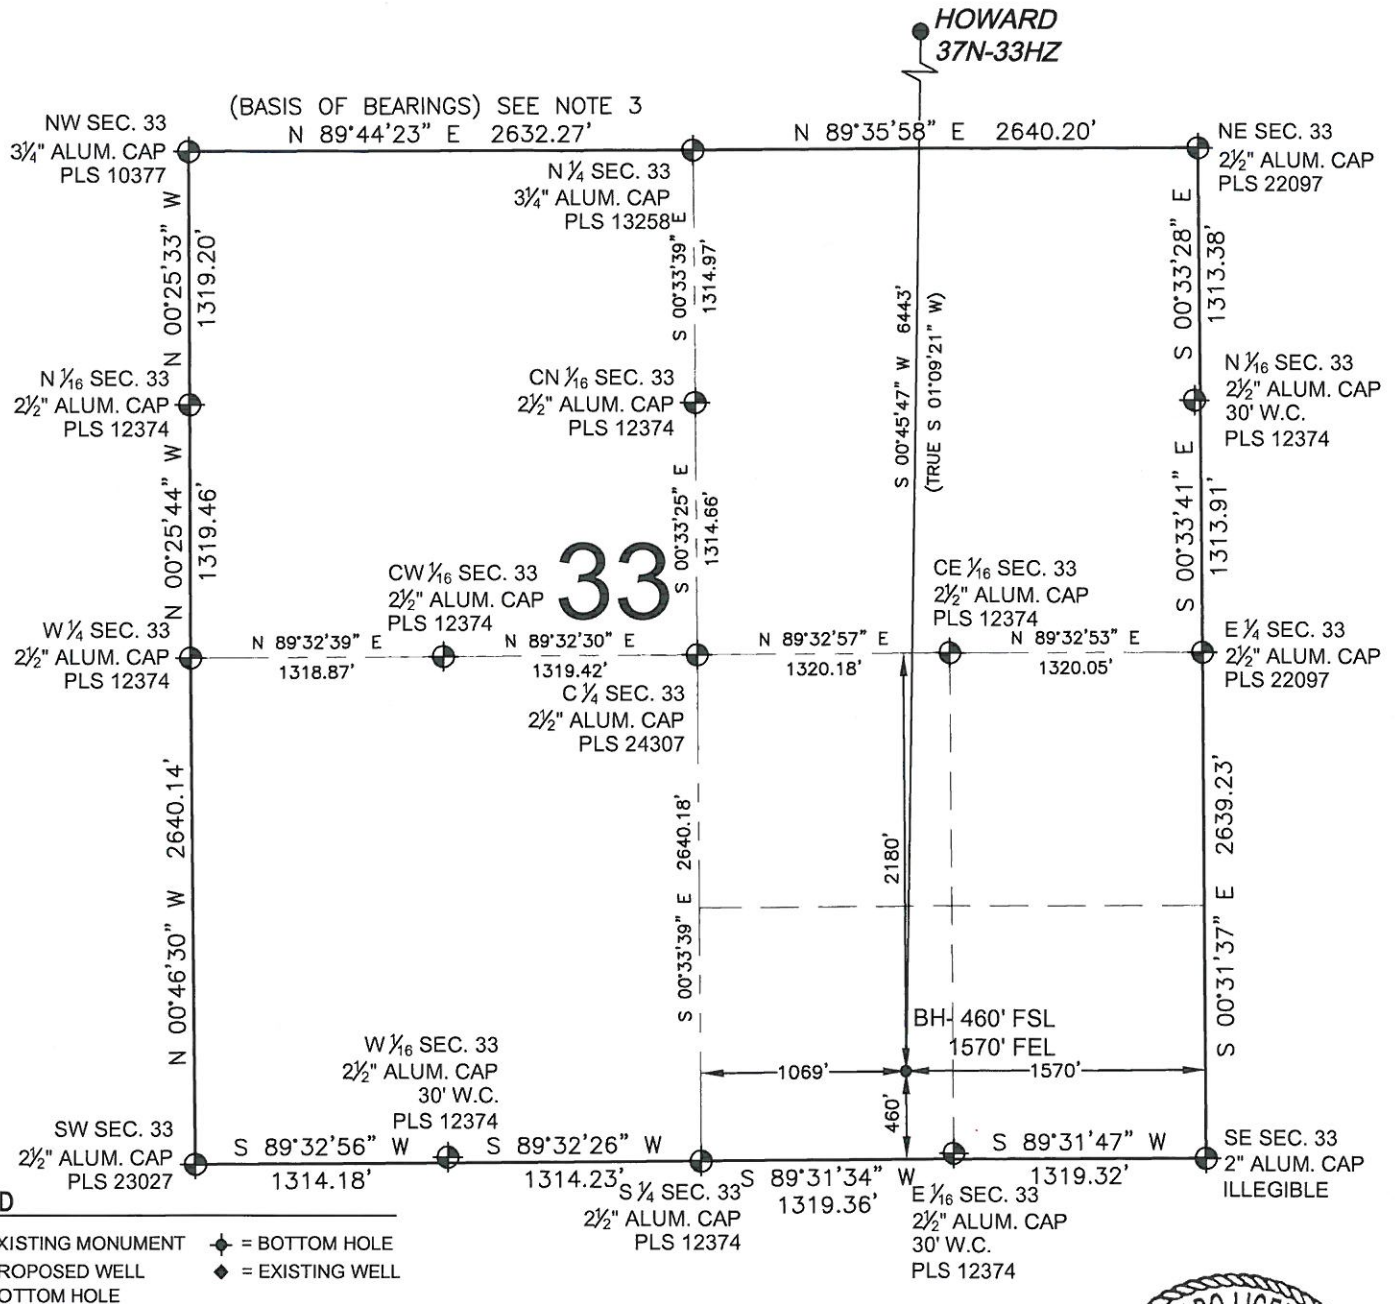 HOWARD
37N-33HZ
(BASIS OF BEARINGS) SEE NOTE 3
N 89°44'23" E 2632.27'
N 89°35'58" E 2640.20'
NW SEC. 33
3¼" ALUM. CAP
PLS 10377
N ¼ SEC. 33
3¼" ALUM. CAP
PLS 13258
NE SEC. 33
2½" ALUM. CAP
PLS 22097
N 00°25'33" W
1319.20'
S 00°33'39" E
1314.97'
S 00°45'47" W 6443'
(TRUE S 01°09'21" W)
S 00°33'28" E
1313.38'
N 1⁄16 SEC. 33
2½" ALUM. CAP
PLS 12374
CN 1⁄16 SEC. 33
2½" ALUM. CAP
PLS 12374
N 1⁄16 SEC. 33
2½" ALUM. CAP
30' W.C.
PLS 12374
N 00°25'44" W
1319.46'
S 00°33'25" E
1314.66'
S 00°33'41" E
1313.91'
33
CW 1⁄16 SEC. 33
2½" ALUM. CAP
PLS 12374
CE 1⁄16 SEC. 33
2½" ALUM. CAP
PLS 12374
W ¼ SEC. 33
2½" ALUM. CAP
PLS 12374
N 89°32'39" E
1318.87'
N 89°32'30" E
1319.42'
N 89°32'57" E
1320.18'
N 89°32'53" E
1320.05'
E ¼ SEC. 33
2½" ALUM. CAP
PLS 22097
C ¼ SEC. 33
2½" ALUM. CAP
PLS 24307
N 00°46'30" W 2640.14'
S 00°33'39" E 2640.18'
2180'
S 00°31'37" E 2639.23'
BH- 460' FSL
1570' FEL
1069'
1570'
460'
W 1⁄16 SEC. 33
2½" ALUM. CAP
30' W.C.
PLS 12374
SW SEC. 33
2½" ALUM. CAP
PLS 23027
S 89°32'56" W
1314.18'
S 89°32'26" W
1314.23'
S 89°31'34" W
1319.36'
S 89°31'47" W
1319.32'
SE SEC. 33
2" ALUM. CAP
ILLEGIBLE
S ¼ SEC. 33
2½" ALUM. CAP
PLS 12374
E 1⁄16 SEC. 33
2½" ALUM. CAP
30' W.C.
PLS 12374
D
XISTING MONUMENT
= BOTTOM HOLE
ROPOSED WELL
= EXISTING WELL
OTTOM HOLE